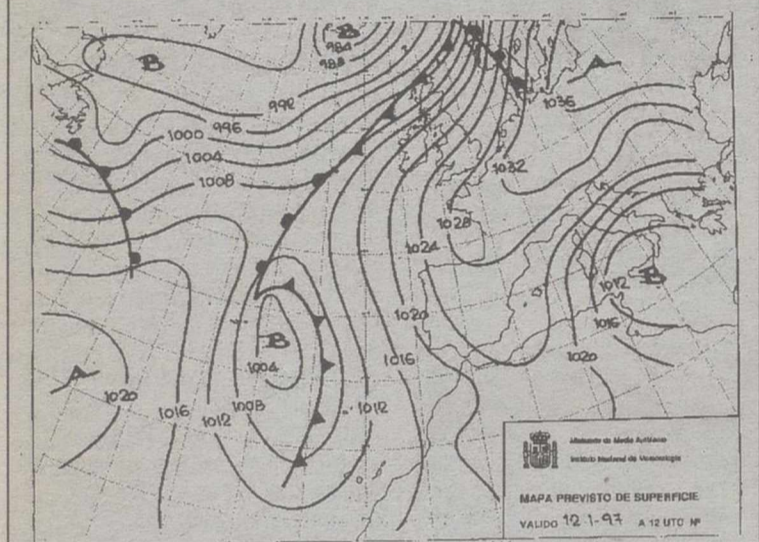 B
984
988
B
A
1036
992
996
1000
1004
1008
1032
1028
1024
1012
B
1016
1020
1016
1020
B
1004
A
1020
1016
1012
1008
1012
Ministerio de Medio Ambiente
Instituto Nacional de Meteorología
MAPA PREVISTO DE SUPERFICIE
VALIDO 12 1-97 A 12 UTC Nº